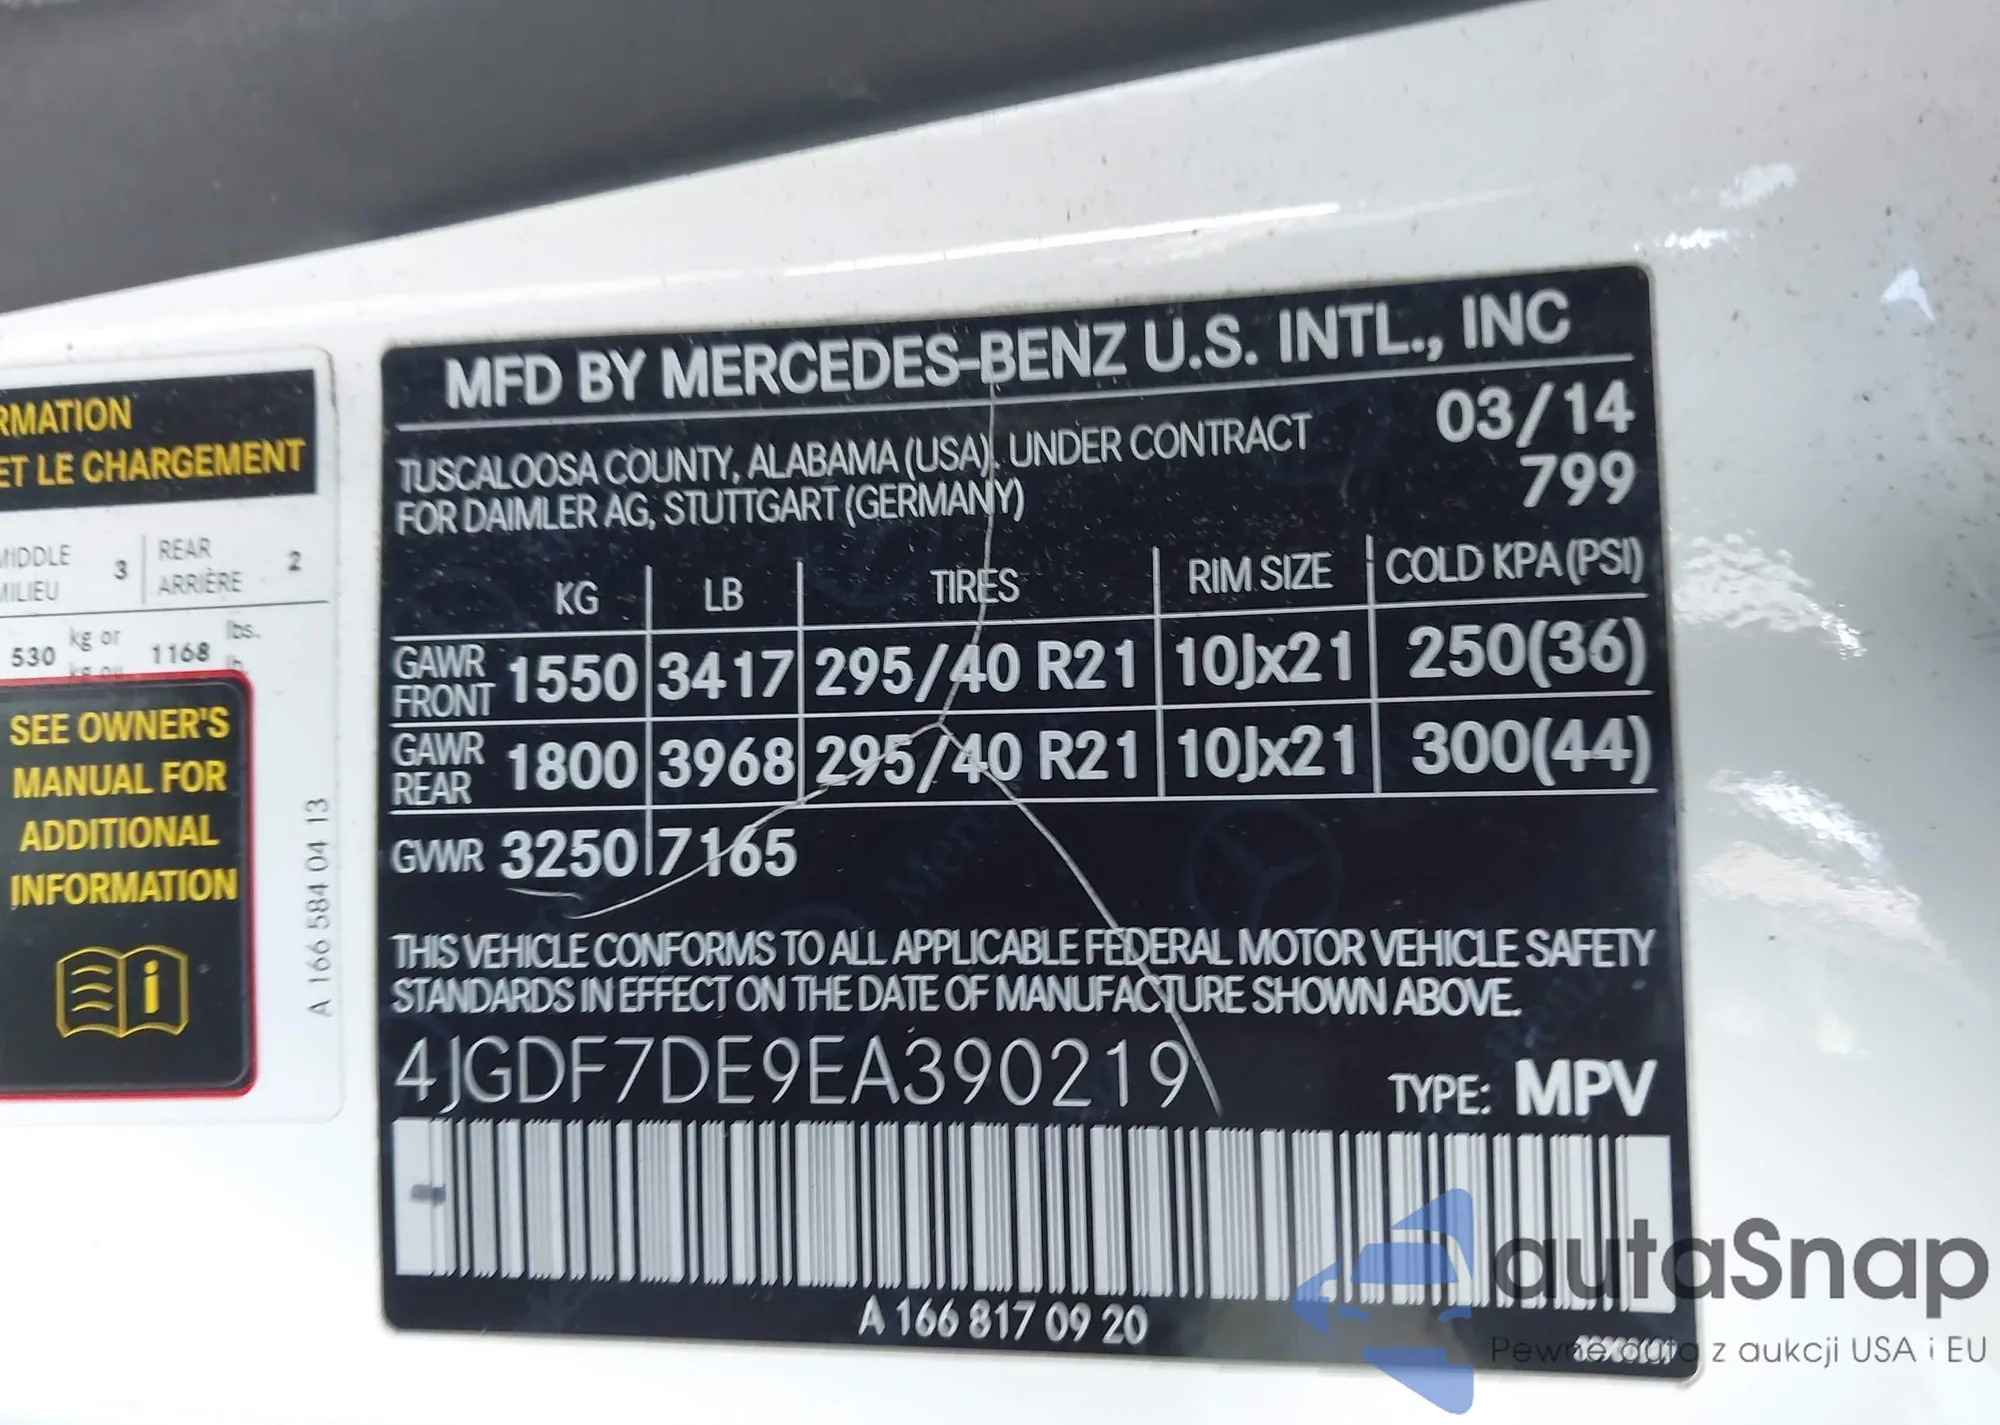 RMATION
ET LE CHARGEMENT
MIDDLE
MILIEU
3
REAR
ARRIÈRE
2
530 kg or 1168 lbs.
SEE OWNER'S
MANUAL FOR
ADDITIONAL
INFORMATION
i
A 166 584 04 13
MFD BY MERCEDES-BENZ U.S. INTL., INC
03/14
TUSCALOOSA COUNTY, ALABAMA (USA). UNDER CONTRACT
799
FOR DAIMLER AG, STUTTGART (GERMANY)
KG LB TIRES RIM SIZE COLD KPA (PSI)
GAWR FRONT 1550 3417 295/40 R21 10Jx21 250(36)
GAWR REAR 1800 3968 295/40 R21 10Jx21 300(44)
GVWR 3250 7165
THIS VEHICLE CONFORMS TO ALL APPLICABLE FEDERAL MOTOR VEHICLE SAFETY
STANDARDS IN EFFECT ON THE DATE OF MANUFACTURE SHOWN ABOVE.
4JGDF7DE9EA390219
TYPE: MPV
A 166 817 09 20
autaSnap
Pewne auta z aukcji USA i EU